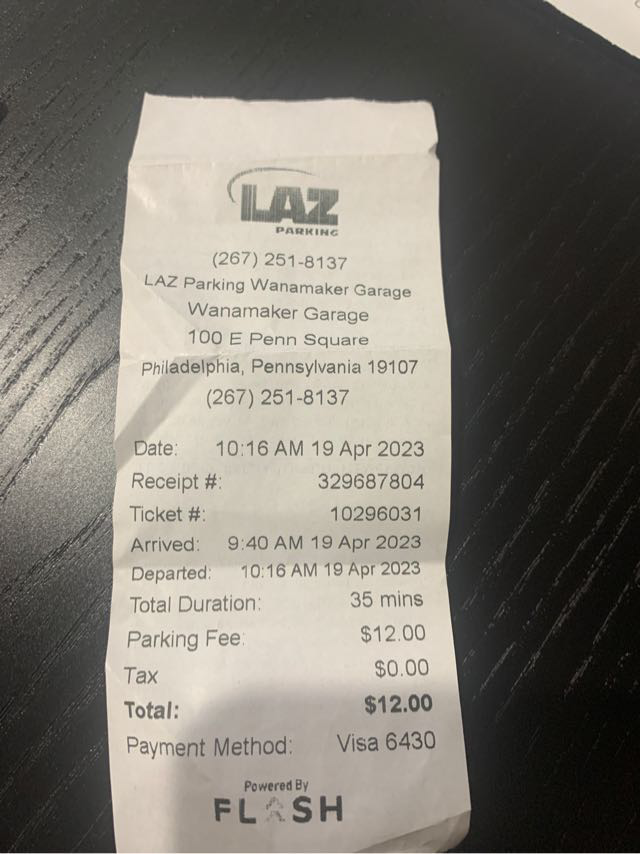 LAZ
PARKING
(267) 251-8137
LAZ Parking Wanamaker Garage
Wanamaker Garage
100 E Penn Square
Philadelphia, Pennsylvania 19107
(267) 251-8137
Date: 10:16 AM 19 Apr 2023
Receipt #: 329687804
Ticket #: 10296031
Arrived: 9:40 AM 19 Apr 2023
Departed: 10:16 AM 19 Apr 2023
Total Duration: 35 mins
Parking Fee: $12.00
Tax $0.00
Total: $12.00
Payment Method: Visa 6430
Powered By
FLASH